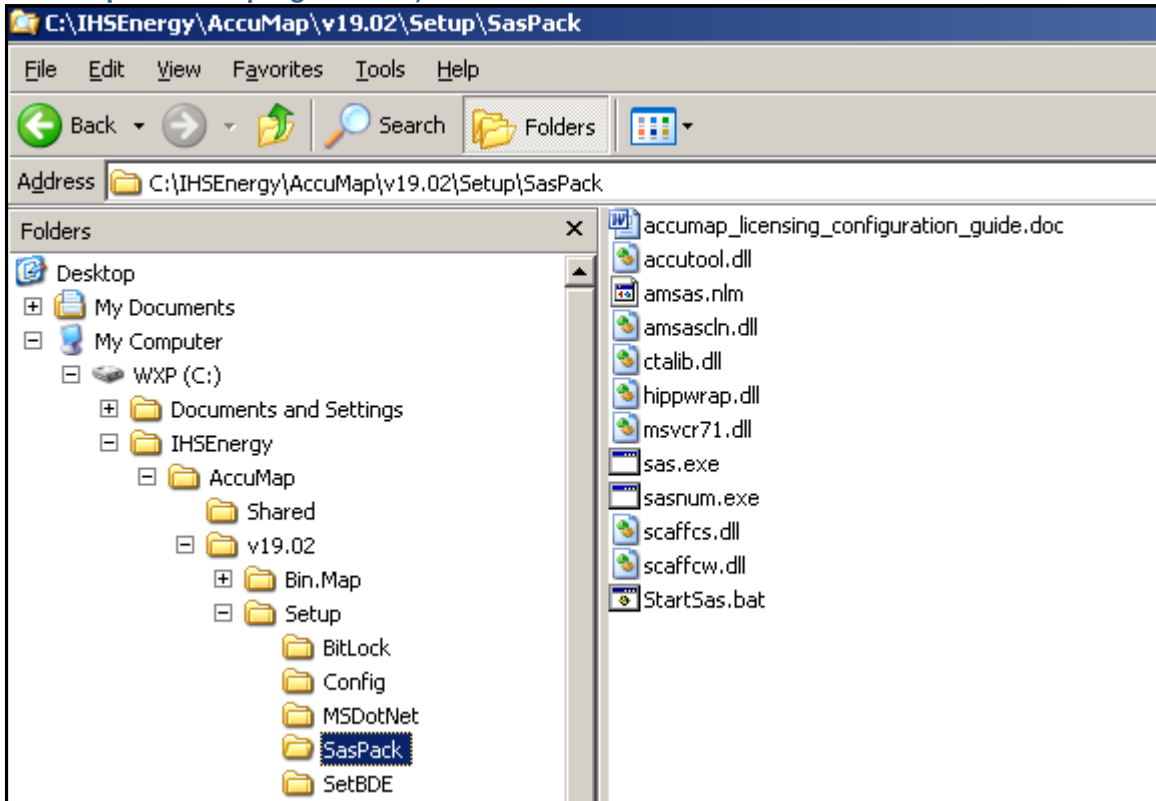 C:\IHSEnergy\AccuMap\v19.02\Setup\SasPack
File Edit View Favorites Tools Help
Back Search Folders
Address C:\IHSEnergy\AccuMap\v19.02\Setup\SasPack
Folders
Desktop
My Documents
My Computer
WXP (C:)
Documents and Settings
IHSEnergy
AccuMap
Shared
v19.02
Bin.Map
Setup
BitLock
Config
MSDotNet
SasPack
SetBDE
accumap_licensing_configuration_guide.doc
accutool.dll
amsas.nlm
amsascln.dll
ctalib.dll
hippwrap.dll
msvcr71.dll
sas.exe
sasnum.exe
scaffcs.dll
scaffcw.dll
StartSas.bat